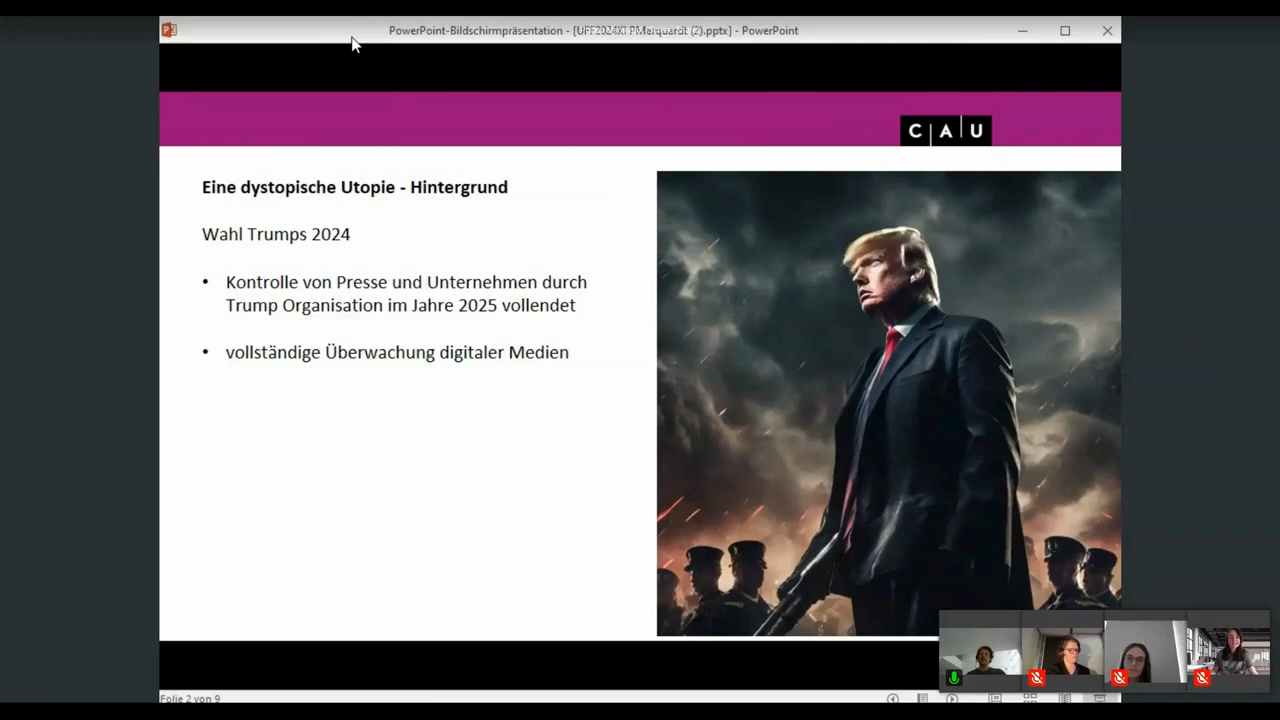 PowerPoint-Bildschirmpräsentation - [UFF2024KI PMarquardt (2).pptx] - PowerPoint
C A U
Eine dystopische Utopie - Hintergrund
Wahl Trumps 2024
• Kontrolle von Presse und Unternehmen durch
Trump Organisation im Jahre 2025 vollendet
• vollständige Überwachung digitaler Medien
Folie 2 von 9